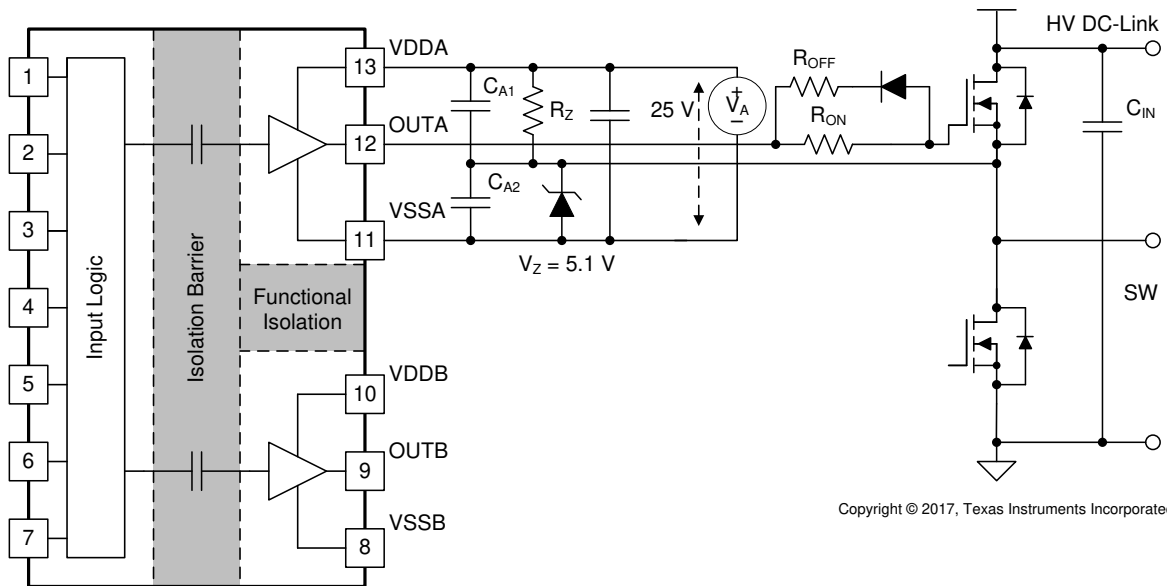 VDDA
HV DC-Link
1
13
R_OFF
C_A1
25 V
+
V_A
R_Z
C_IN
OUTA
R_ON
2
12
C_A2
3
VSSA
11
V_Z = 5.1 V
SW
Input Logic
Isolation Barrier
Functional
Isolation
4
VDDB
5
10
OUTB
6
9
VSSB
7
8
Copyright © 2017, Texas Instruments Incorporate